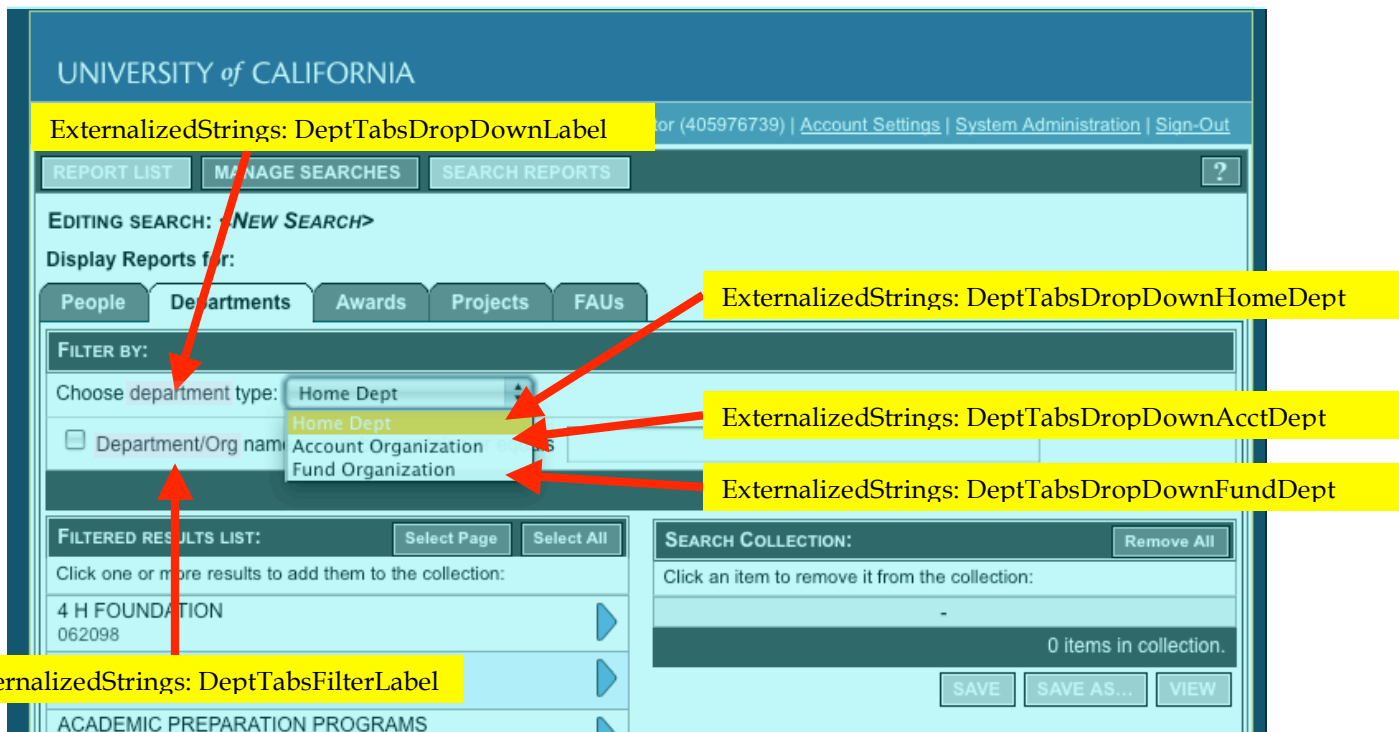 UNIVERSITY of CALIFORNIA
ExternalizedStrings: DeptTabsDropDownLabel
(405976739) | Account Settings | System Administration | Sign-Out
REPORT LIST MANAGE SEARCHES SEARCH REPORTS ?
EDITING SEARCH: <NEW SEARCH>
Display Reports for:
People Departments Awards Projects FAUs
ExternalizedStrings: DeptTabsDropDownHomeDept
FILTER BY:
Choose department type: Home Dept
Home Dept
ExternalizedStrings: DeptTabsDropDownAcctDept
Department/Org
Account Organization
Fund Organization
ExternalizedStrings: DeptTabsDropDownFundDept
FILTERED RESULTS LIST: Select Page Select All
Click one or more results to add them to the collection:
4 H FOUNDATION
062098
SEARCH COLLECTION: Remove All
Click an item to remove it from the collection:
-
0 items in collection.
ExternalizedStrings: DeptTabsFilterLabel
SAVE SAVE AS... VIEW
ACADEMIC PREPARATION PROGRAMS